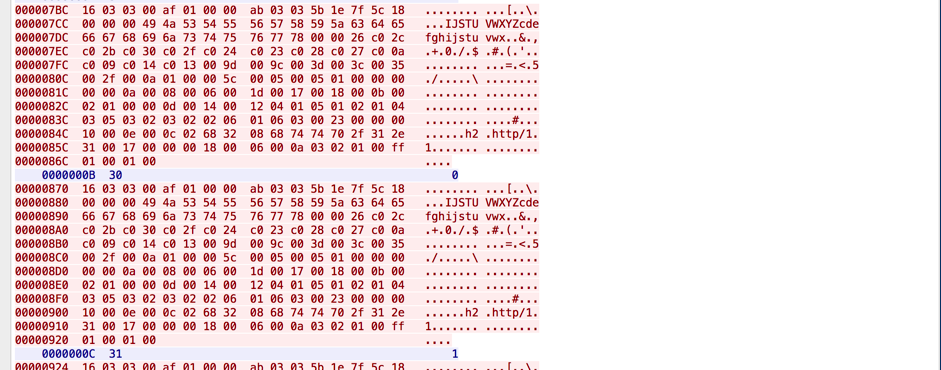 000007BC  16 03 03 00 af 01 00 00  ab 03 03 5b 1e 7f 5c 18   ........ ...[..\.
000007CC  00 00 00 49 4a 53 54 55  56 57 58 59 5a 63 64 65   ...IJSTU VWXYZcde
000007DC  66 67 68 69 6a 73 74 75  76 77 78 00 00 26 c0 2c   fghijstu vwx..&.,
000007EC  c0 2b c0 30 c0 2f c0 24  c0 23 c0 28 c0 27 c0 0a   .+.0./.$ .#.(.'..
000007FC  c0 09 c0 14 c0 13 00 9d  00 9c 00 3d 00 3c 00 35   ........ ...=.<.5
0000080C  00 2f 00 0a 01 00 00 5c  00 05 00 05 01 00 00 00   ./.....\ ........
0000081C  00 00 0a 00 08 00 06 00  1d 00 17 00 18 00 0b 00   ........ ........
0000082C  02 01 00 00 0d 00 14 00  12 04 01 05 01 02 01 04   ........ ........
0000083C  03 05 03 02 03 02 02 06  01 06 03 00 23 00 00 00   ........ ....#...
0000084C  10 00 0e 00 0c 02 68 32  08 68 74 74 70 2f 31 2e   ......h2 .http/1.
0000085C  31 00 17 00 00 00 18 00  06 00 0a 03 02 01 00 ff   1....... ........
0000086C  01 00 01 00   ....
0000000B  30   0
00000870  16 03 03 00 af 01 00 00  ab 03 03 5b 1e 7f 5c 18   ........ ...[..\.
00000880  00 00 00 49 4a 53 54 55  56 57 58 59 5a 63 64 65   ...IJSTU VWXYZcde
00000890  66 67 68 69 6a 73 74 75  76 77 78 00 00 26 c0 2c   fghijstu vwx..&.,
000008A0  c0 2b c0 30 c0 2f c0 24  c0 23 c0 28 c0 27 c0 0a   .+.0./.$ .#.(.'..
000008B0  c0 09 c0 14 c0 13 00 9d  00 9c 00 3d 00 3c 00 35   ........ ...=.<.5
000008C0  00 2f 00 0a 01 00 00 5c  00 05 00 05 01 00 00 00   ./.....\ ........
000008D0  00 00 0a 00 08 00 06 00  1d 00 17 00 18 00 0b 00   ........ ........
000008E0  02 01 00 00 0d 00 14 00  12 04 01 05 01 02 01 04   ........ ........
000008F0  03 05 03 02 03 02 02 06  01 06 03 00 23 00 00 00   ........ ....#...
00000900  10 00 0e 00 0c 02 68 32  08 68 74 74 70 2f 31 2e   ......h2 .http/1.
00000910  31 00 17 00 00 00 18 00  06 00 0a 03 02 01 00 ff   1....... ........
00000920  01 00 01 00   ....
0000000C  31   1
00000924  16 03 03 00 af 01 00 00  ab 03 03 5b 1e 7f 5c 18   ........ ...[..\.